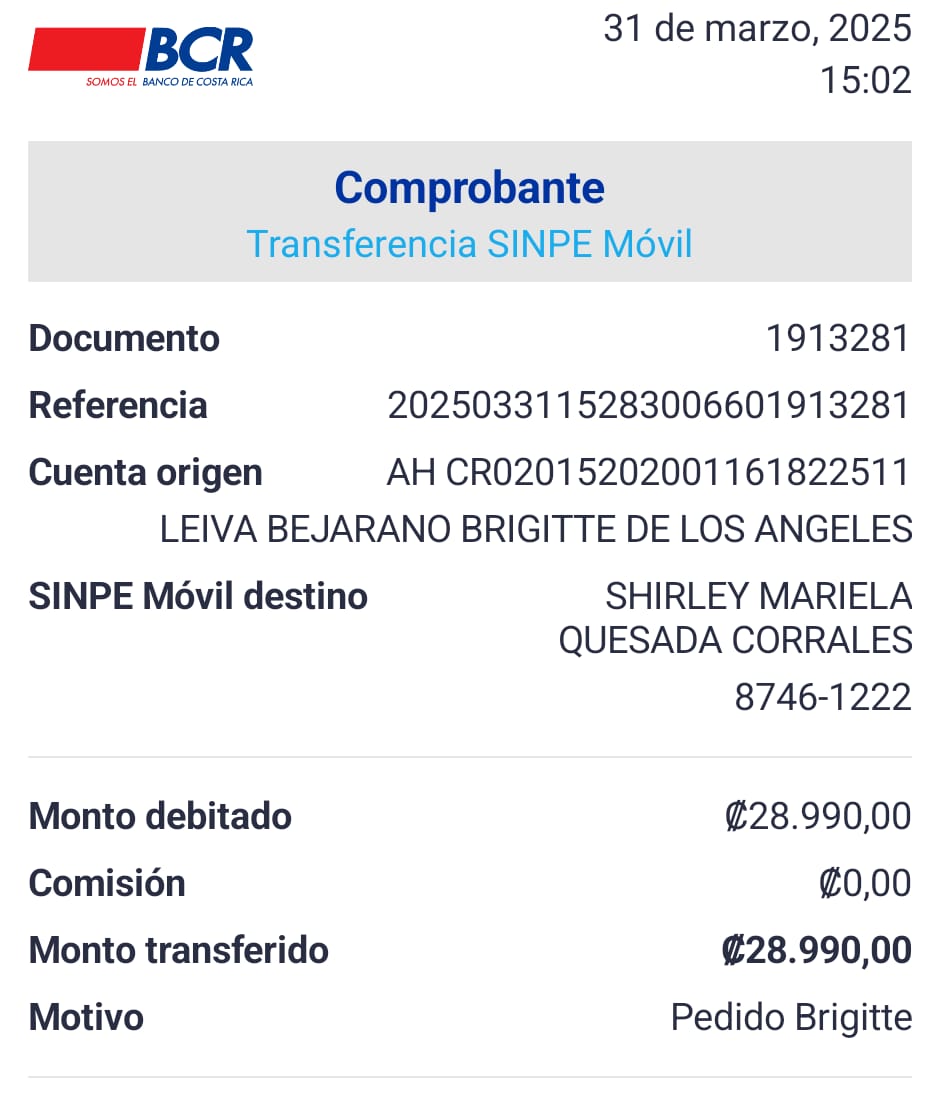 BCR
SOMOS EL BANCO DE COSTA RICA
31 de marzo, 2025
15:02
Comprobante
Transferencia SINPE Móvil
Documento 1913281
Referencia 2025033115283006601913281
Cuenta origen AH CR02015202001161822511
LEIVA BEJARANO BRIGITTE DE LOS ANGELES
SINPE Móvil destino SHIRLEY MARIELA
QUESADA CORRALES
8746-1222
Monto debitado ₡28.990,00
Comisión ₡0,00
Monto transferido ₡28.990,00
Motivo Pedido Brigitte